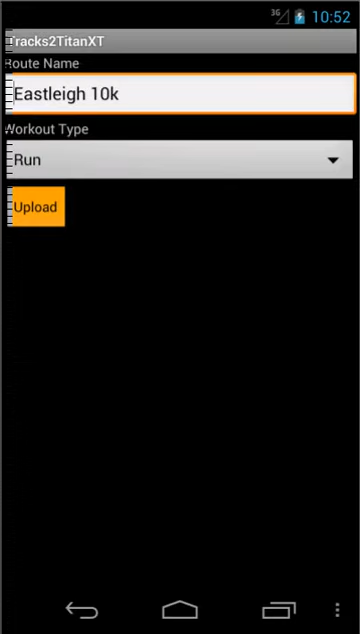 3G 10:52
Tracks2TitanXT
Route Name
Eastleigh 10k
Workout Type
Run
Upload